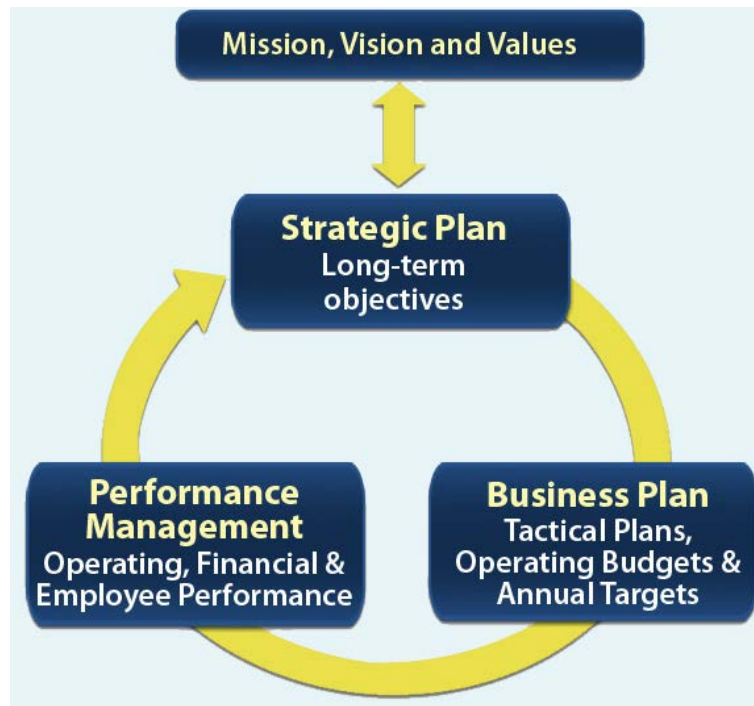 Mission, Vision and Values
Strategic Plan
Long-term
objectives
Performance
Management
Operating, Financial &
Employee Performance
Business Plan
Tactical Plans,
Operating Budgets &
Annual Targets